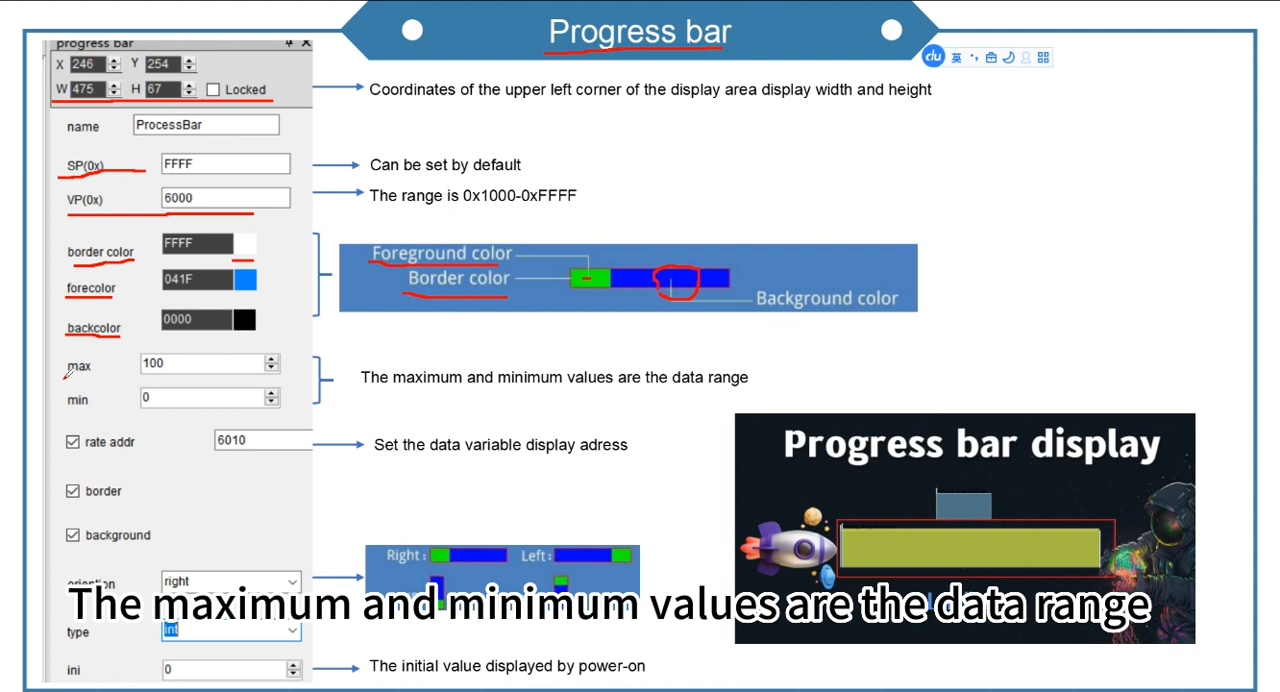 Progress bar
progress bar
X 246 Y 254
W 475 H 67 Locked
英
Coordinates of the upper left corner of the display area display width and height
name ProcessBar
SP(0x) FFFF
Can be set by default
VP(0x) 6000
The range is 0x1000-0xFFFF
border color FFFF
forecolor 041F
backcolor 0000
Foreground color
Border color
Background color
max 100
min 0
The maximum and minimum values are the data range
rate addr 6010
Set the data variable display adress
border
background
Progress bar display
Right: Left:
right
The maximum and minimum values are the data range
type int
ini 0
The initial value displayed by power-on